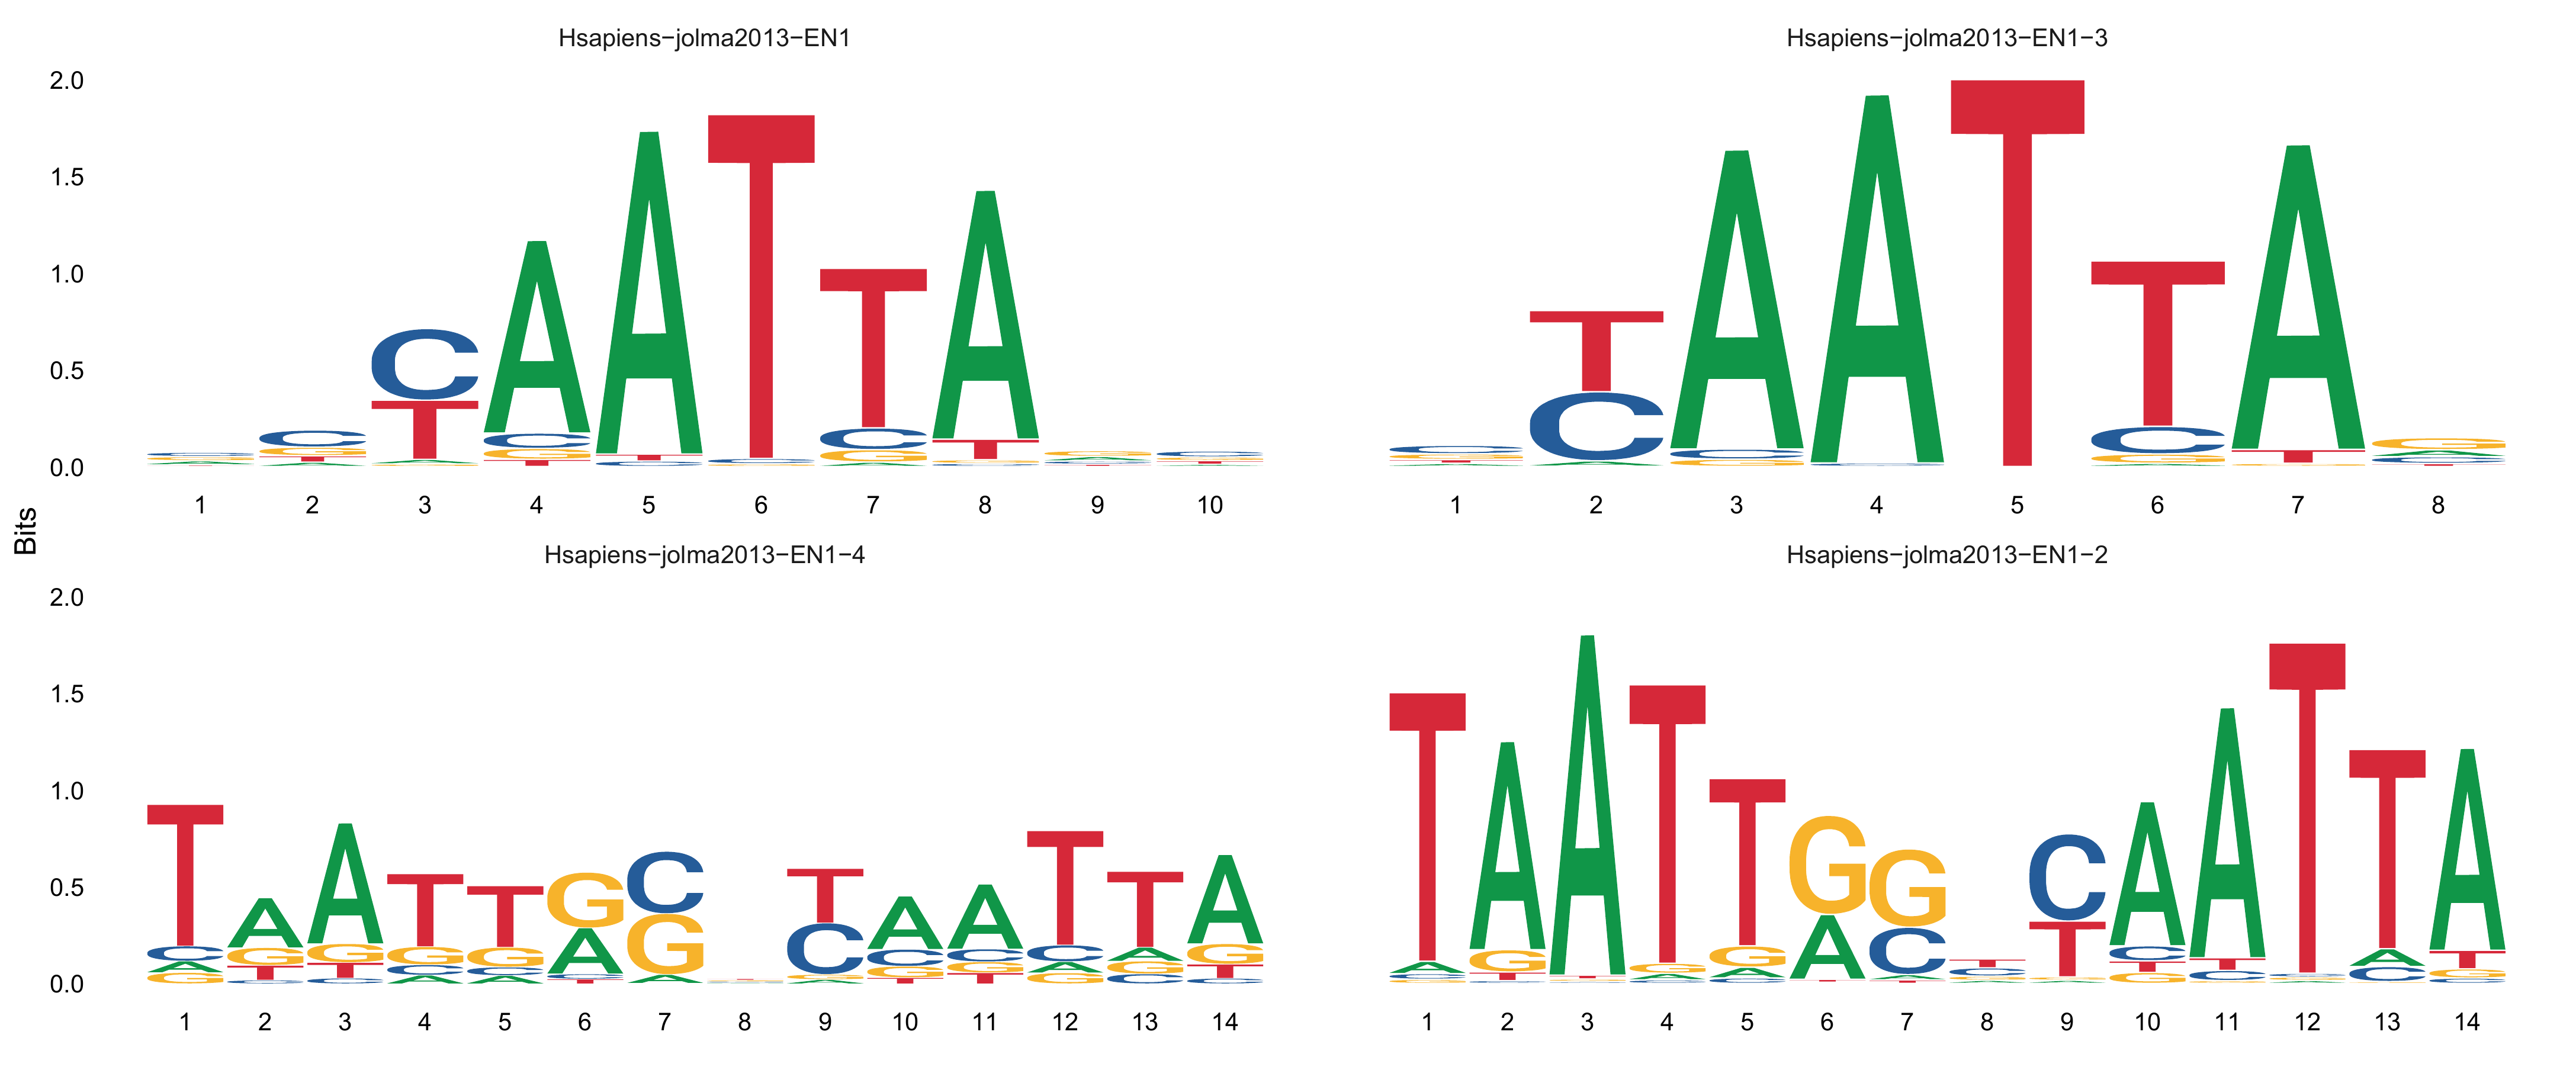 Hsapiens−jolma2013−EN1
Hsapiens−jolma2013−EN1−3
2.0
1.5
1.0
0.5
0.0
1 2 3 4 5 6 7 8 9 10
1 2 3 4 5 6 7 8
Bits
Hsapiens−jolma2013−EN1−4
Hsapiens−jolma2013−EN1−2
2.0
1.5
1.0
0.5
0.0
1 2 3 4 5 6 7 8 9 10 11 12 13 14
1 2 3 4 5 6 7 8 9 10 11 12 13 14